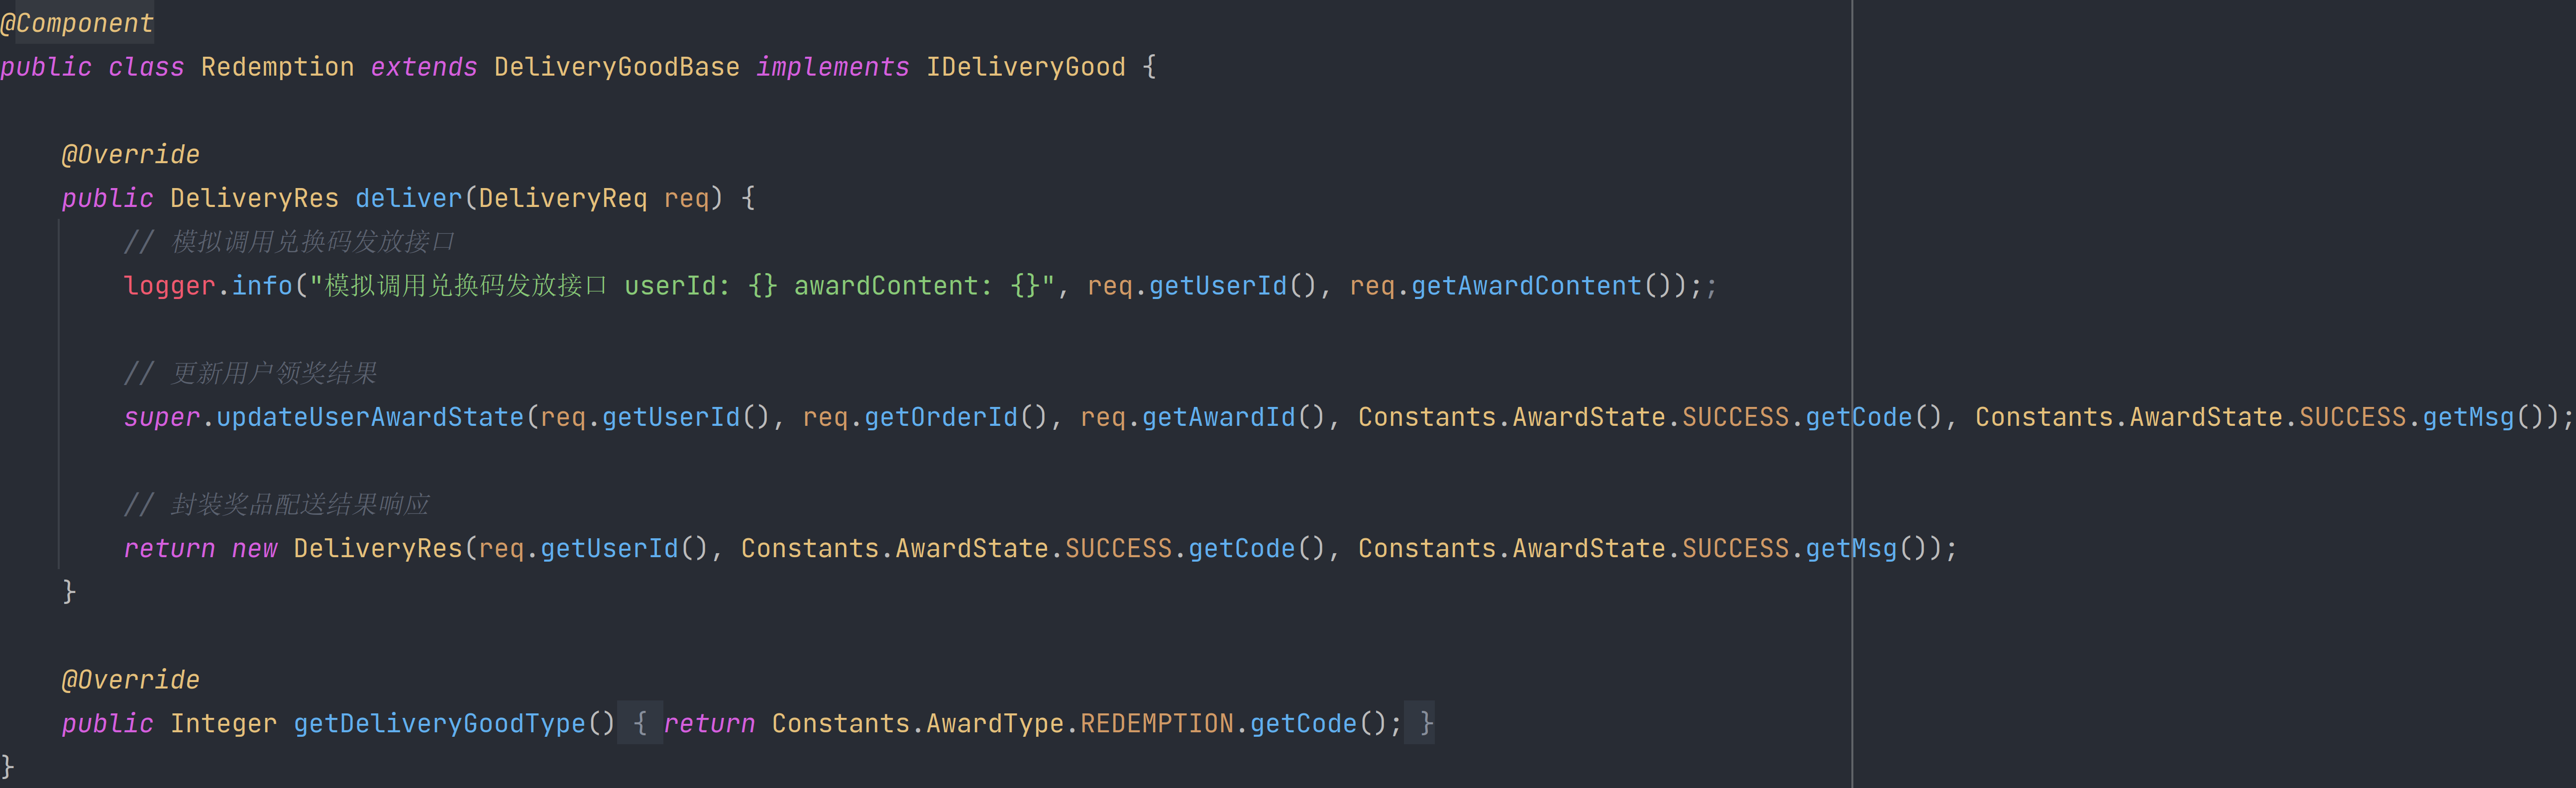 @Component
public class Redemption extends DeliveryGoodBase implements IDeliveryGood {
@Override
public DeliveryRes deliver(DeliveryReq req) {
// 模拟调用兑换码发放接口
logger.info("模拟调用兑换码发放接口 userId: {} awardContent: {}", req.getUserId(), req.getAwardContent());;
// 更新用户领奖结果
super.updateUserAwardState(req.getUserId(), req.getOrderId(), req.getAwardId(), Constants.AwardState.SUCCESS.getCode(), Constants.AwardState.SUCCESS.getMsg());
// 封装奖品配送结果响应
return new DeliveryRes(req.getUserId(), Constants.AwardState.SUCCESS.getCode(), Constants.AwardState.SUCCESS.getMsg());
}
@Override
public Integer getDeliveryGoodType() { return Constants.AwardType.REDEMPTION.getCode(); }
}